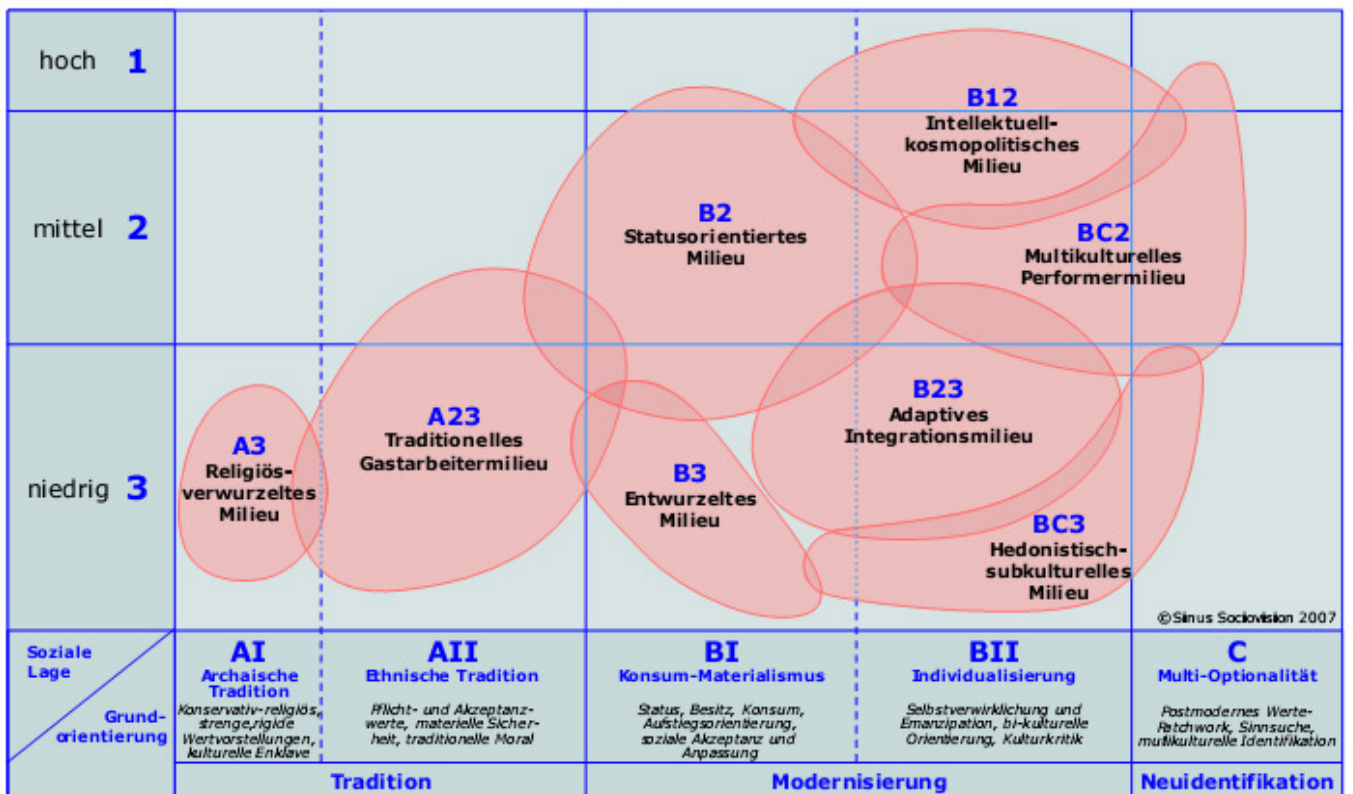 hoch 1
B12
Intellektuell-
kosmopolitisches
Milieu
mittel 2
B2
Statusorientiertes
Milieu
BC2
Multikulturelles
Performermilieu
niedrig 3
A3
Religiös-
verwurzeltes
Milieu
A23
Traditionelles
Gastarbeitermilieu
B3
Entwurzeltes
Milieu
B23
Adaptives
Integrationsmilieu
BC3
Hedonistisch-
subkulturelles
Milieu
©Sinus Sociovision 2007
Soziale
Lage
Grund-
orientierung
AI
Archaische
Tradition
Konservativ-religiös,
strenge,rigide
Wertvorstellungen,
kulturelle Enklave
AII
Ethnische Tradition
Pflicht- und Akzeptanz-
werte, materielle Sicher-
heit, traditionelle Moral
BI
Konsum-Materialismus
Status, Besitz, Konsum,
Aufstiegsorientierung,
soziale Akzeptanz und
Anpassung
BII
Individualisierung
Selbstverwirklichung und
Emanzipation, bi-kulturelle
Orientierung, Kulturkritik
C
Multi-Optionalität
Postmodernes Werte-
Patchwork, Sinnsuche,
multikulturelle Identifikation
Tradition
Modernisierung
Neuidentifikation